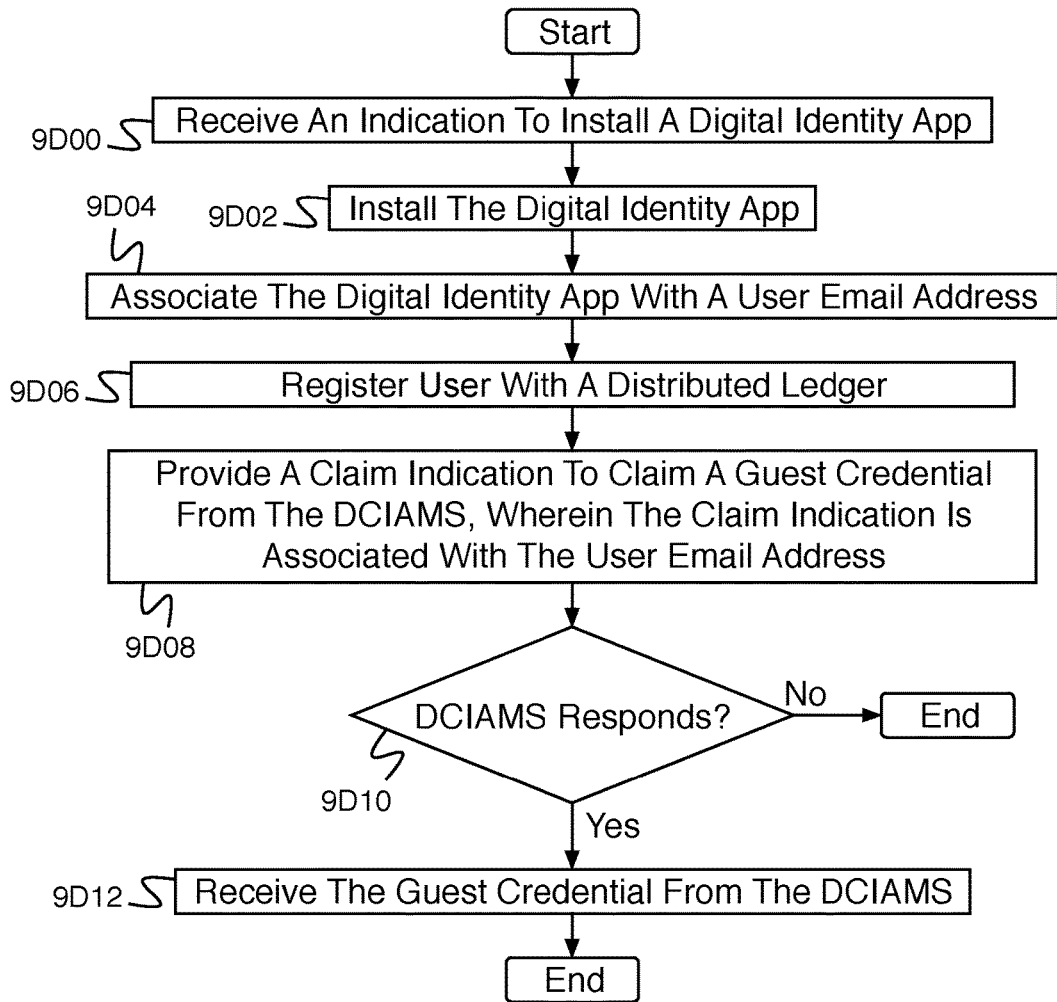 Start
Receive An Indication To Install A Digital Identity App
9D00
9D04
9D02
Install The Digital Identity App
Associate The Digital Identity App With A User Email Address
9D06
Register User With A Distributed Ledger
Provide A Claim Indication To Claim A Guest Credential
From The DCIAMS, Wherein The Claim Indication Is
Associated With The User Email Address
9D08
DCIAMS Responds?
No
End
9D10
Yes
9D12
Receive The Guest Credential From The DCIAMS
End